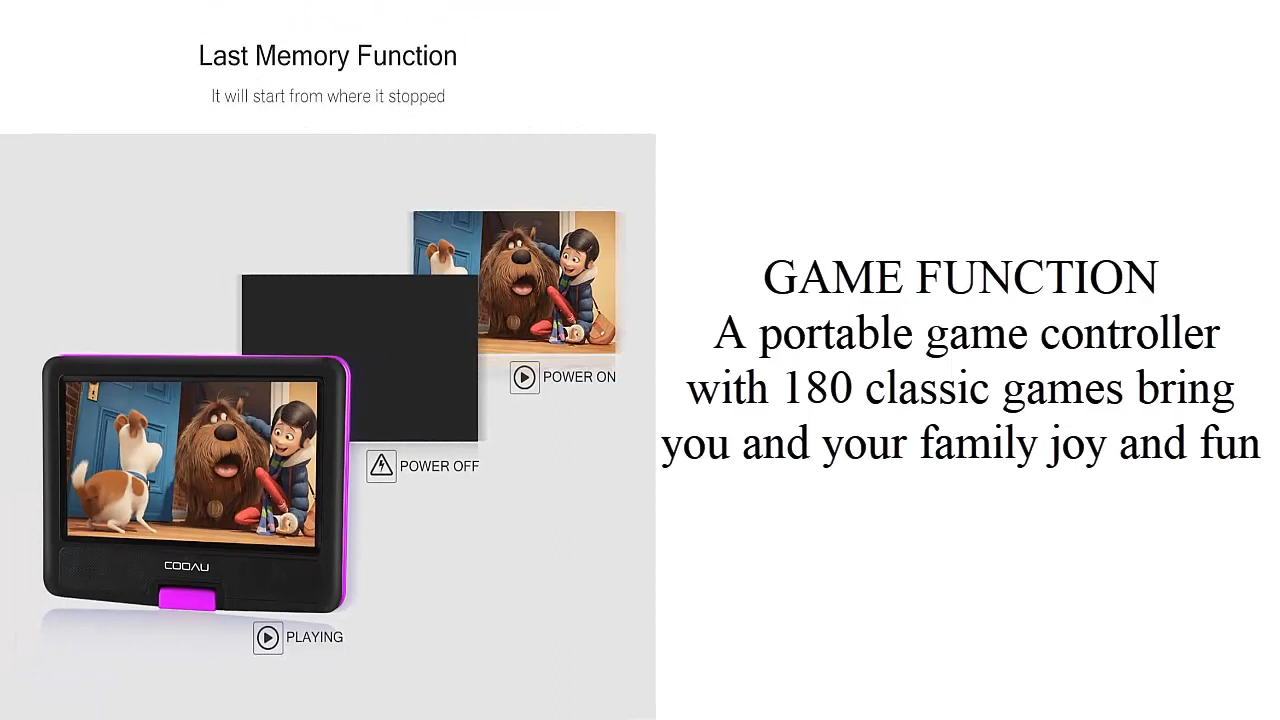 Last Memory Function
It will start from where it stopped
POWER ON
POWER OFF
COOAU
PLAYING
GAME FUNCTION
A portable game controller
with 180 classic games bring
you and your family joy and fun